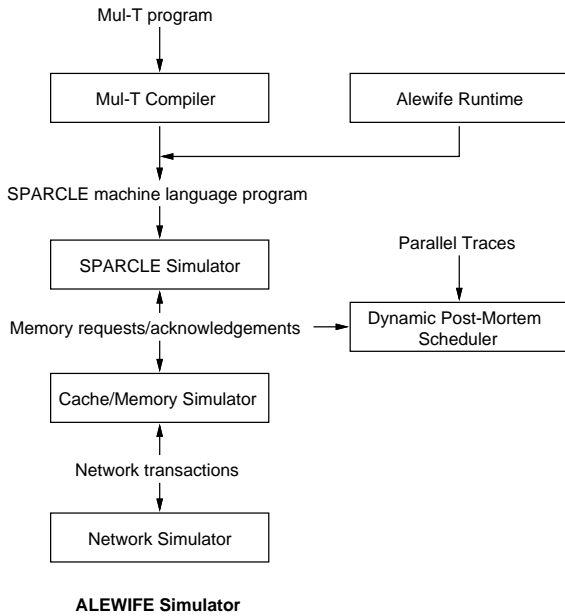 Mul-T program
Mul-T Compiler
Alewife Runtime
SPARCLE machine language program
SPARCLE Simulator
Parallel Traces
Memory requests/acknowledgements
Dynamic Post-Mortem
Scheduler
Cache/Memory Simulator
Network transactions
Network Simulator
ALEWIFE Simulator